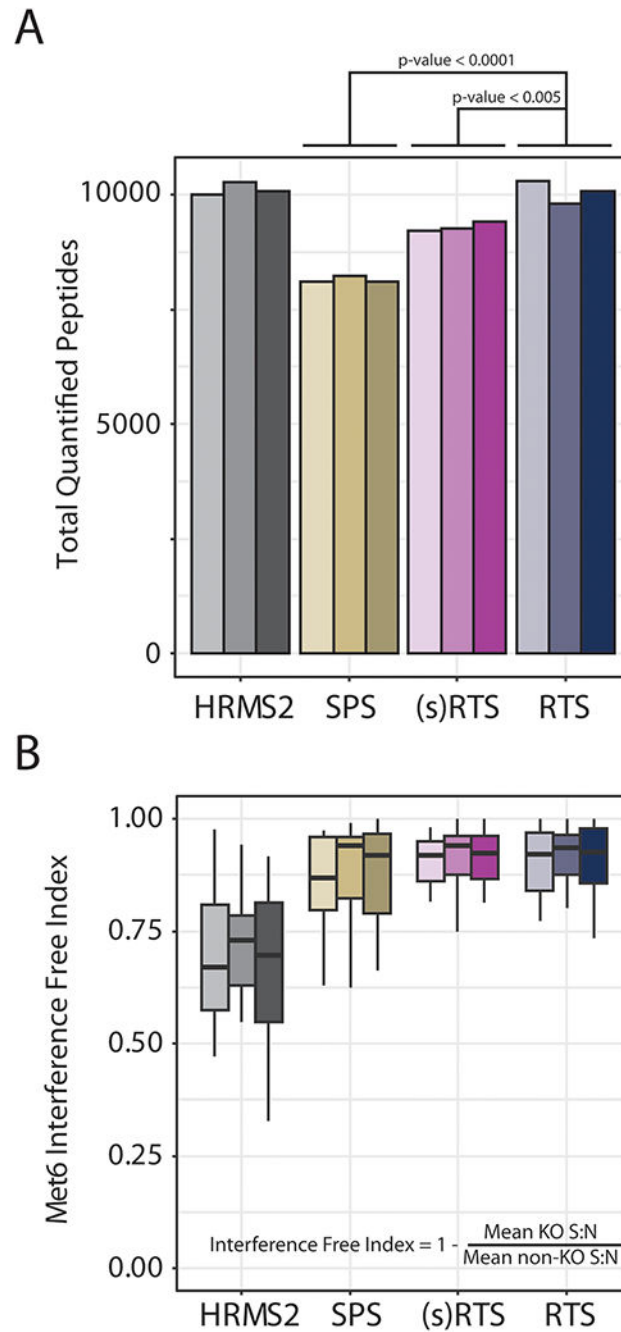 A
p-value < 0.0001
p-value < 0.005
10000
5000
0
Total Quantified Peptides
HRMS2 SPS (s)RTS RTS
B
1.00
0.75
0.50
0.25
0.00
Met6 Interference Free Index
Mean KO S:N
Interference Free Index = 1 -
Mean non-KO S:N
HRMS2 SPS (s)RTS RTS